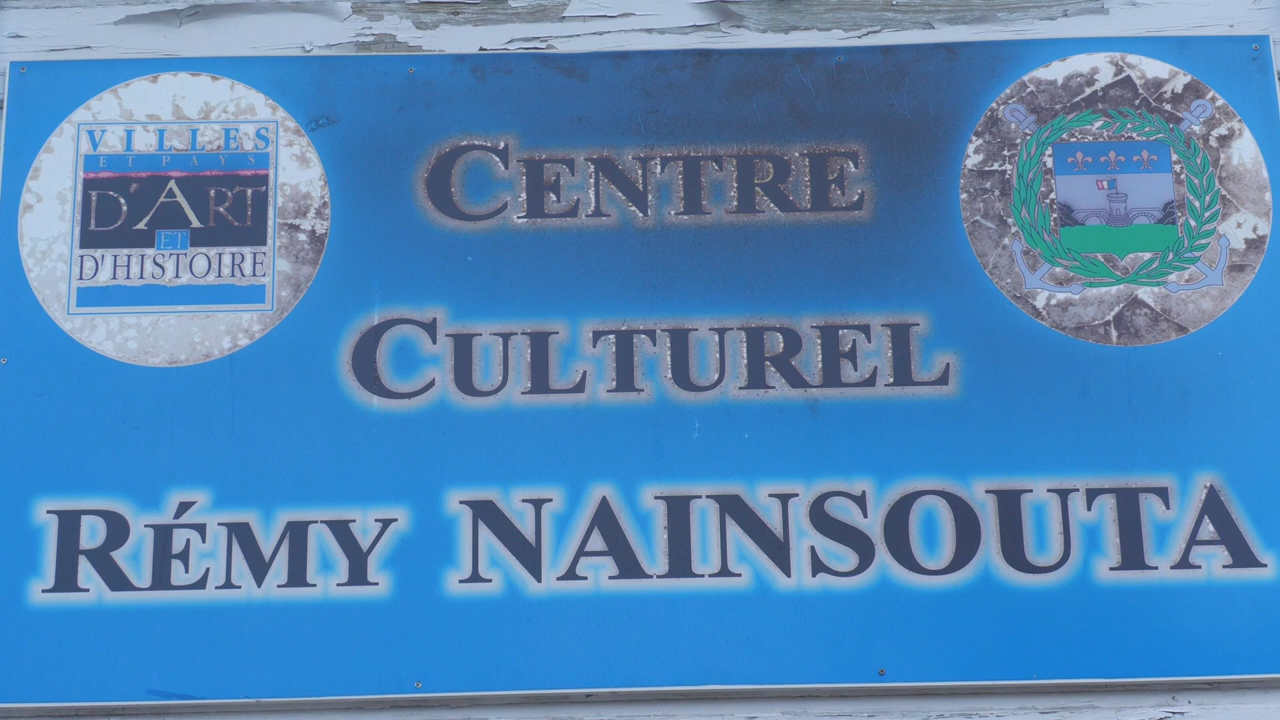 VILLES
ET PAYS
D'ART
ET
D'HISTOIRE
CENTRE
CULTUREL
RÉMY NAINSOUTA